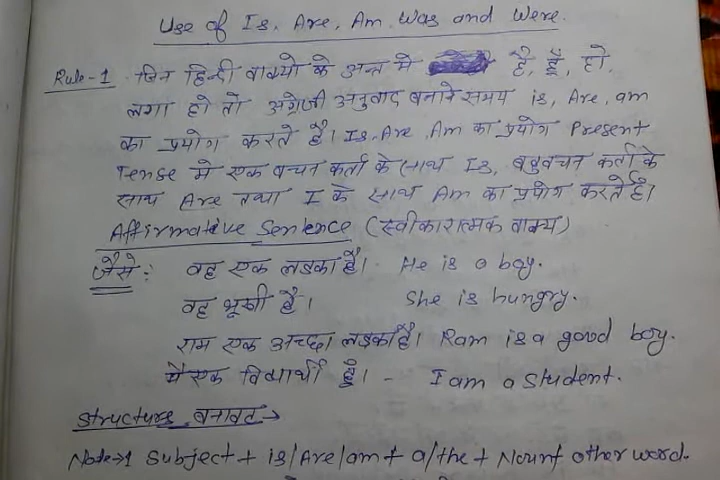 Use of Is, Are, Am, Was and Were.
Rule-1 जिन हिन्दी वाक्यो के अन्त मे है, हूँ, हो,
लगा हो तो अंग्रेजी अनुवाद बनाने समय is, Are, am
का प्रयोग करते है। Is, Are, Am का प्रयोग Present
Tense मे एक वचन कर्ता के साथ Is, बहुवचन कर्ता के
साथ Are तथा I के साथ Am का प्रयोग करते है।
Affirmative Sentence (स्वीकारात्मक वाक्य)
जैसे: वह एक लडका है। He is a boy.
वह भूखी है। She is hungry.
राम एक अच्छा लडका है। Ram is a good boy.
मै एक विद्यार्थी हूँ। - I am a student.
Structure बनावट →
Note→1 Subject + is/Are/am + a/the + Noun + other word.